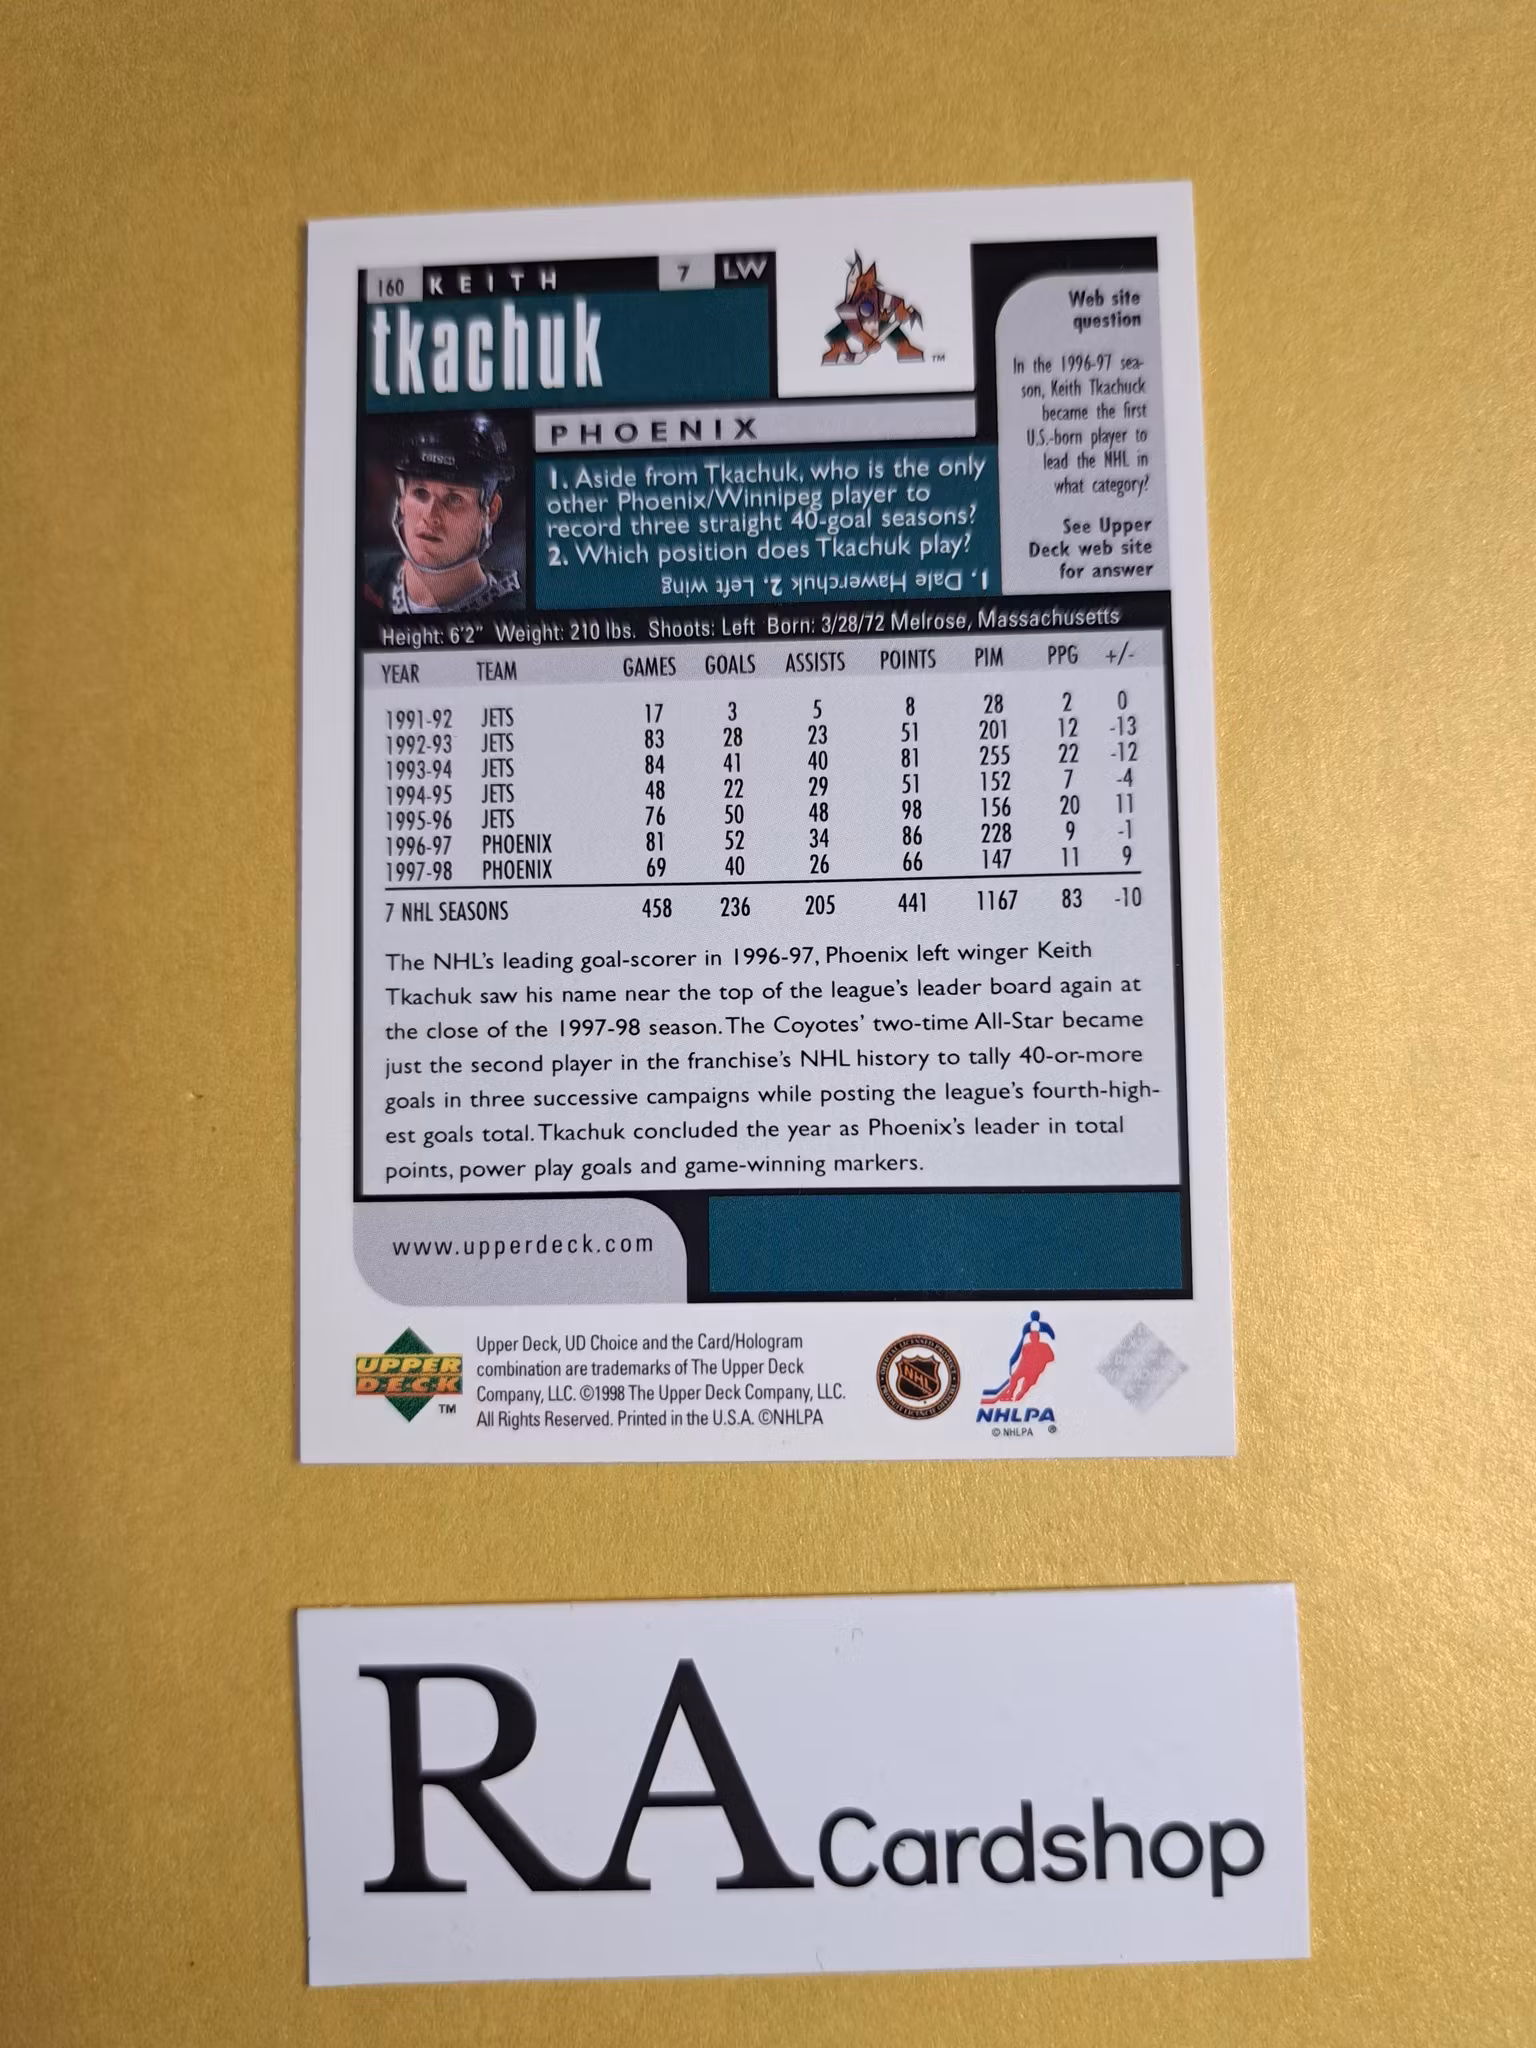 160 KEITH 7 LW
tkachuk
TM
PHOENIX
1. Aside from Tkachuk, who is the only
other Phoenix/Winnipeg player to
record three straight 40-goal seasons?
2. Which position does Tkachuk play?
1. Dale Hawerchuk 2. Left wing
Web site
question
In the 1996-97 sea-
son, Keith Tkachuck
became the first
U.S.-born player to
lead the NHL in
what category?
See Upper
Deck web site
for answer
Height: 6'2" Weight: 210 lbs. Shoots: Left Born: 3/28/72 Melrose, Massachusetts
YEAR TEAM GAMES GOALS ASSISTS POINTS PIM PPG +/-
1991-92 JETS 17 3 5 8 28 2 0
1992-93 JETS 83 28 23 51 201 12 -13
1993-94 JETS 84 41 40 81 255 22 -12
1994-95 JETS 48 22 29 51 152 7 -4
1995-96 JETS 76 50 48 98 156 20 11
1996-97 PHOENIX 81 52 34 86 228 9 -1
1997-98 PHOENIX 69 40 26 66 147 11 9
7 NHL SEASONS 458 236 205 441 1167 83 -10
The NHL's leading goal-scorer in 1996-97, Phoenix left winger Keith
Tkachuk saw his name near the top of the league's leader board again at
the close of the 1997-98 season. The Coyotes' two-time All-Star became
just the second player in the franchise's NHL history to tally 40-or-more
goals in three successive campaigns while posting the league's fourth-high-
est goals total. Tkachuk concluded the year as Phoenix's leader in total
points, power play goals and game-winning markers.
www.upperdeck.com
UPPER
DECK
TM
Upper Deck, UD Choice and the Card/Hologram
combination are trademarks of The Upper Deck
Company, LLC. ©1998 The Upper Deck Company, LLC.
All Rights Reserved. Printed in the U.S.A. ©NHLPA
NHL
NHLPA
© NHLPA ®
RA Cardshop